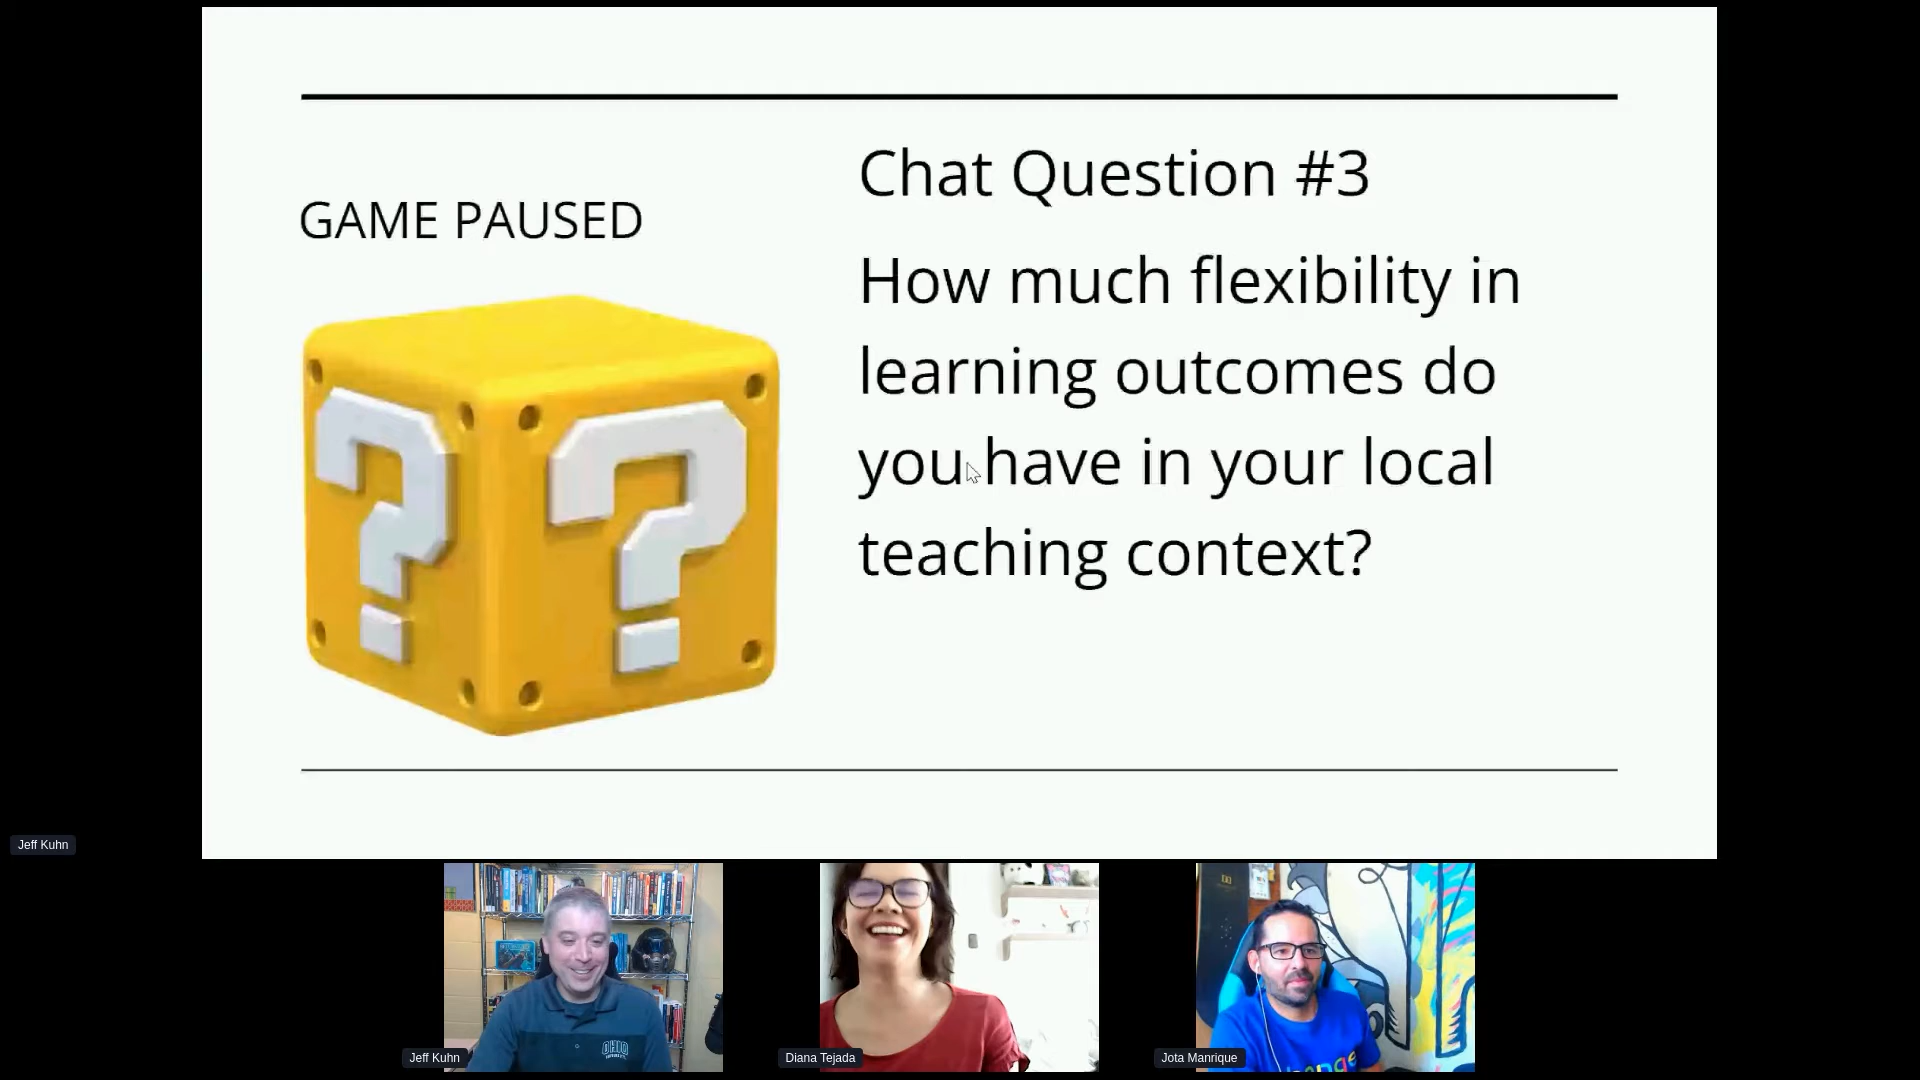 GAME PAUSED
Chat Question #3
How much flexibility in
learning outcomes do
you have in your local
teaching context?
Jeff Kuhn
Jeff Kuhn
OHIO
Diana Tejada
Jota Manrique